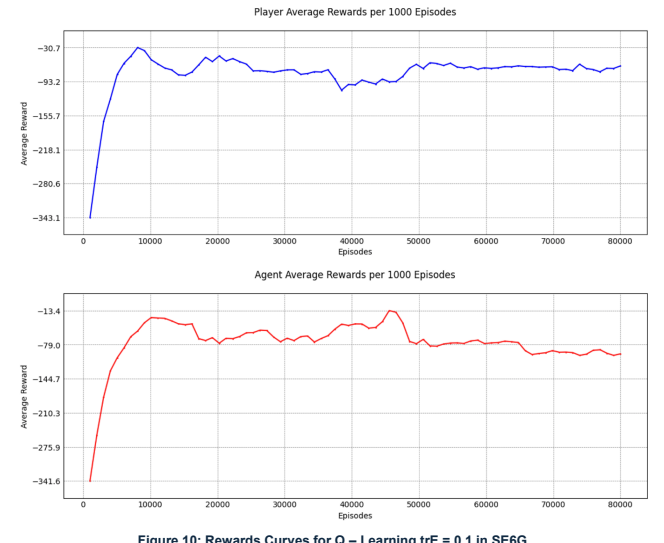 Player Average Rewards per 1000 Episodes
−30.7
−93.2
−155.7
−218.1
−280.6
−343.1
Average Reward
0 10000 20000 30000 40000 50000 60000 70000 80000
Episodes
Agent Average Rewards per 1000 Episodes
−13.4
−79.0
−144.7
−210.3
−275.9
−341.6
Average Reward
0 10000 20000 30000 40000 50000 60000 70000 80000
Episodes
Figure 10: Rewards Curves for Q – Learning trE = 0.1 in SE6G